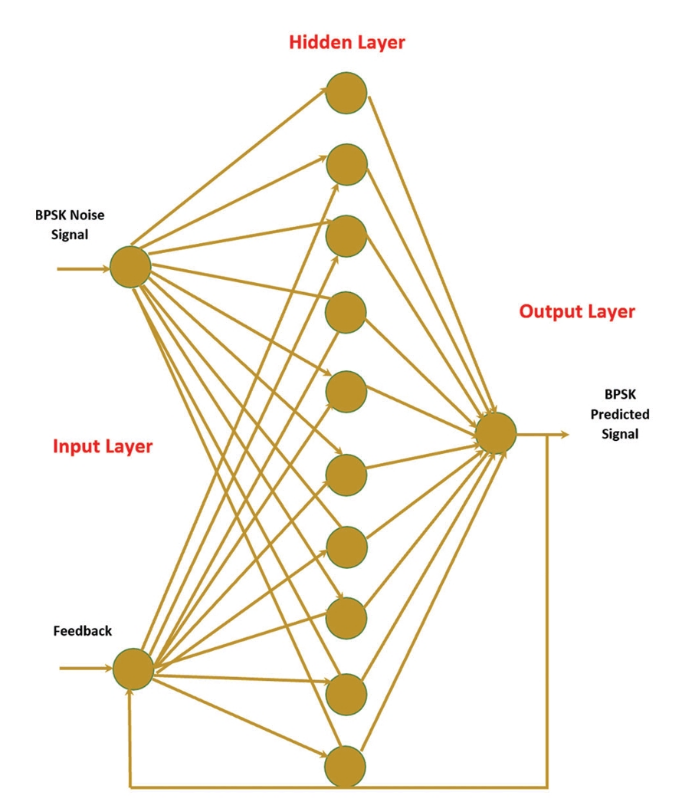 Hidden Layer
BPSK Noise
Signal
Output Layer
BPSK
Predicted
Signal
Input Layer
Feedback